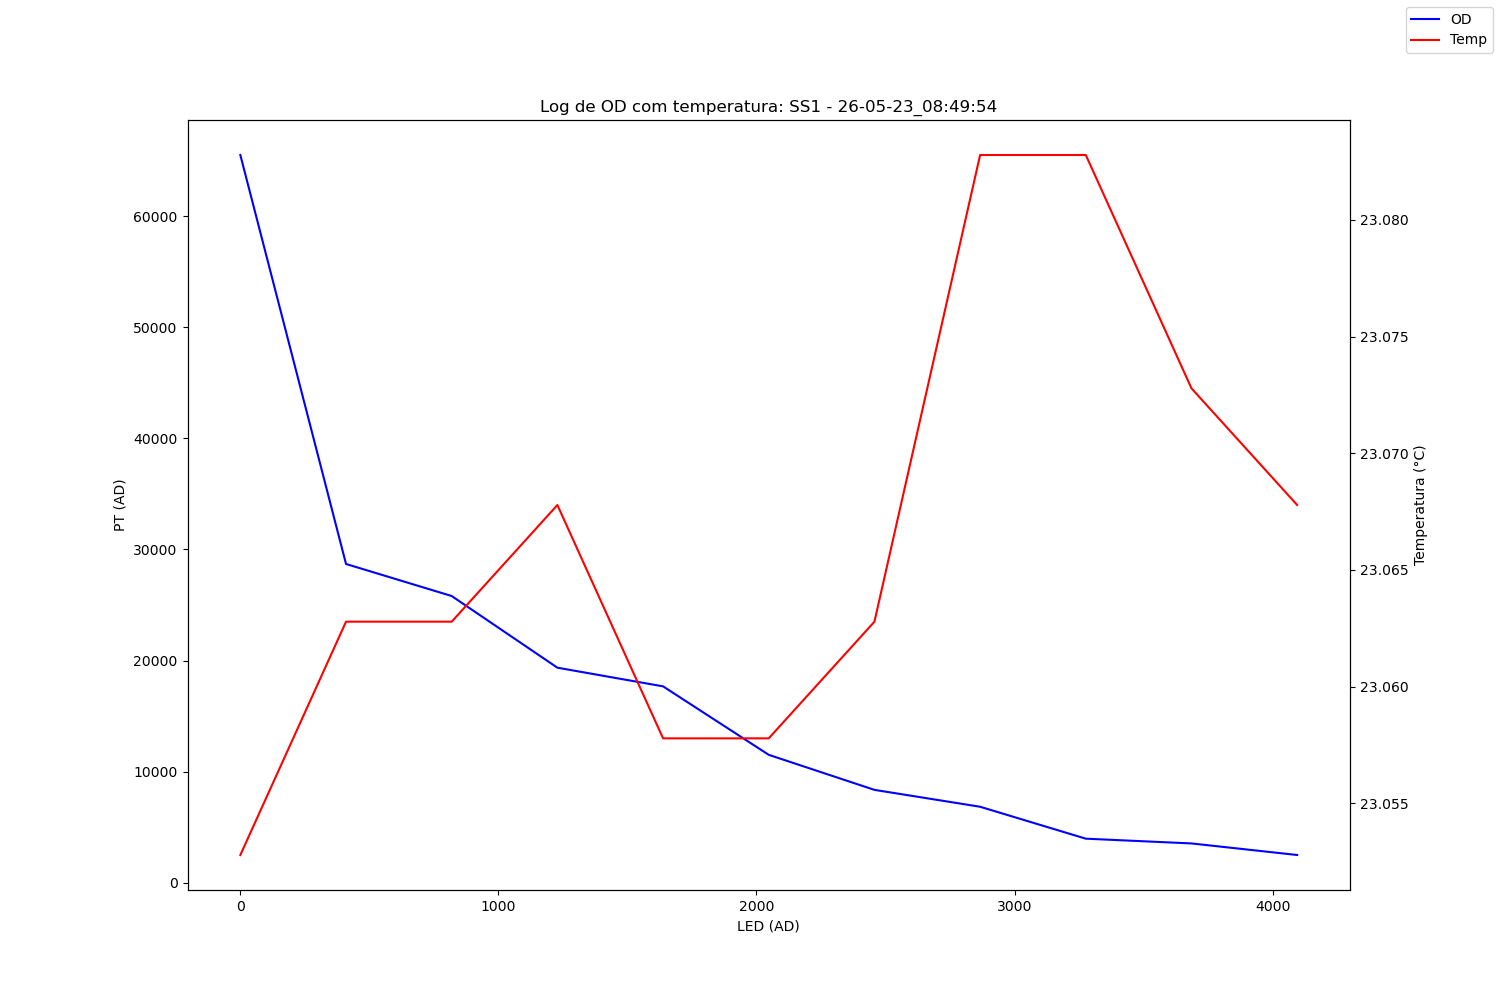 OD
Temp
Log de OD com temperatura: SS1 - 26-05-23_08:49:54
60000
50000
40000
30000
20000
10000
0
PT (AD)
23.080
23.075
23.070
23.065
23.060
23.055
Temperatura (°C)
0 1000 2000 3000 4000
LED (AD)